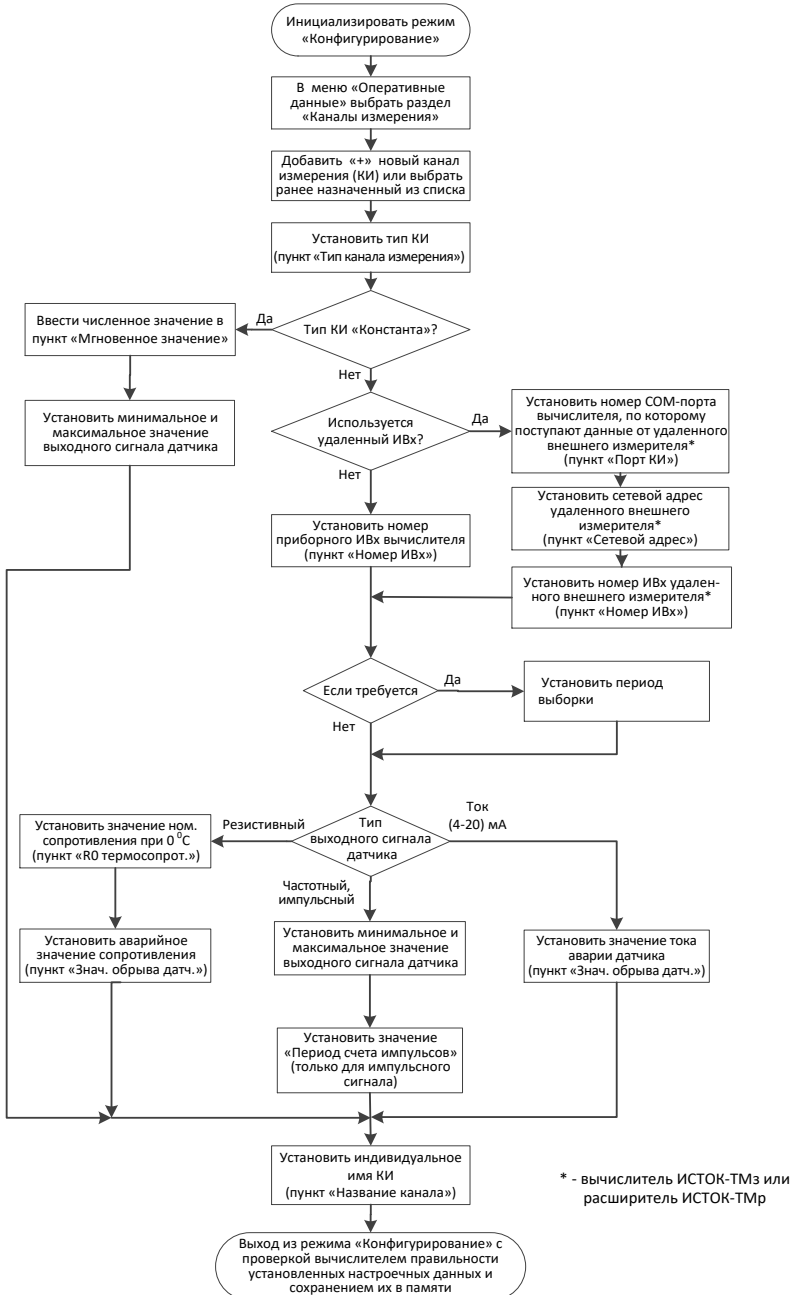 Инициализировать режим
«Конфигурирование»
В меню «Оперативные
данные» выбрать раздел
«Каналы измерения»
Добавить «+» новый канал
измерения (КИ) или выбрать
ранее назначенный из списка
Установить тип КИ
(пункт «Тип канала измерения»)
Тип КИ «Константа»?
Да
Ввести численное значение в
пункт «Мгновенное значение»
Установить минимальное и
максимальное значение
выходного сигнала датчика
Нет
Используется
удаленный ИВх?
Да
Установить номер COM-порта
вычислителя, по которому
поступают данные от удаленного
внешнего измерителя*
(пункт «Порт КИ»)
Установить сетевой адрес
удаленного внешнего
измерителя*
(пункт «Сетевой адрес»)
Установить номер ИВх удален-
ного внешнего измерителя*
(пункт «Номер ИВх»)
Нет
Установить номер
приборного ИВх вычислителя
(пункт «Номер ИВх»)
Если требуется
Да
Установить период
выборки
Нет
Тип
выходного сигнала
датчика
Резистивный
Установить значение ном.
сопротивления при 0 ⁰С
(пункт «R0 термосопрот.»)
Установить аварийное
значение сопротивления
(пункт «Знач. обрыва датч.»)
Частотный,
импульсный
Установить минимальное и
максимальное значение
выходного сигнала датчика
Установить значение
«Период счета импульсов»
(только для импульсного
сигнала)
Ток
(4-20) мА
Установить значение тока
аварии датчика
(пункт «Знач. обрыва датч.»)
Установить индивидуальное
имя КИ
(пункт «Название канала»)
* - вычислитель ИСТОК-ТМз или
расширитель ИСТОК-ТМр
Выход из режима «Конфигурирование» с
проверкой вычислителем правильности
установленных настроечных данных и
сохранением их в памяти